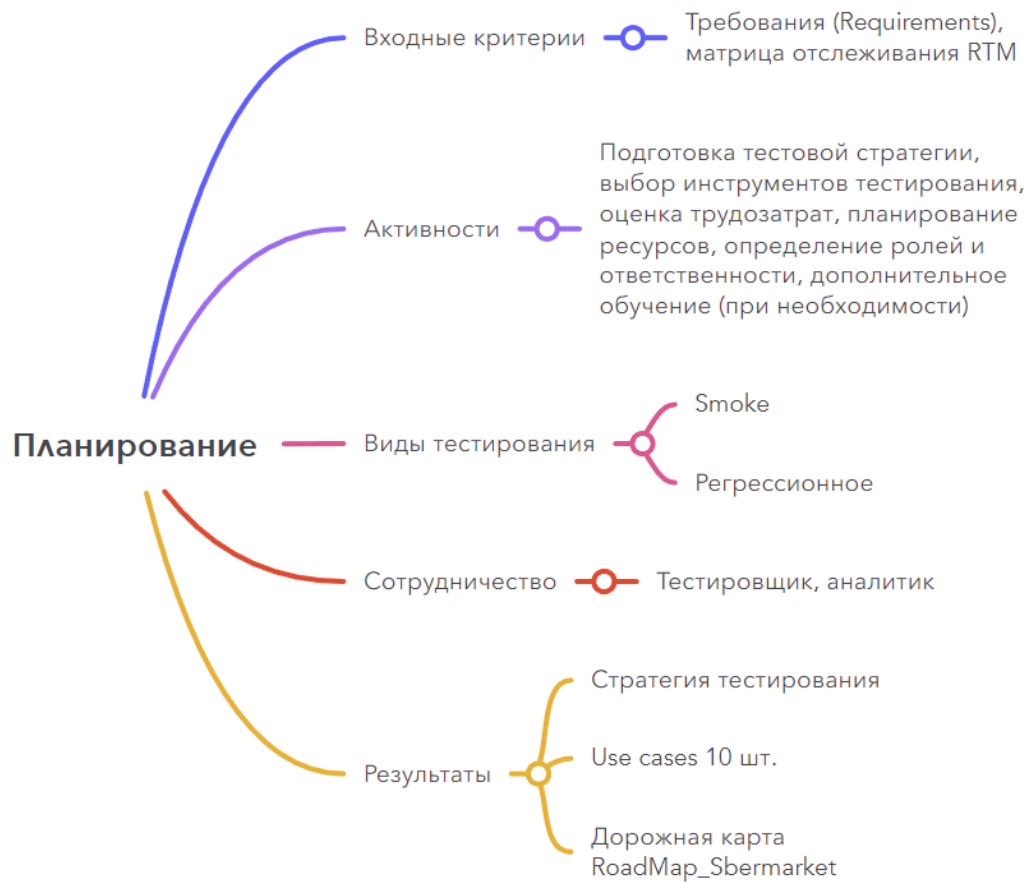 Входные критерии
Требования (Requirements),
матрица отслеживания RTM
Активности
Подготовка тестовой стратегии,
выбор инструментов тестирования,
оценка трудозатрат, планирование
ресурсов, определение ролей и
ответственности, дополнительное
обучение (при необходимости)
Планирование
Виды тестирования
Smoke
Регрессионное
Сотрудничество
Тестировщик, аналитик
Результаты
Стратегия тестирования
Use cases 10 шт.
Дорожная карта
RoadMap_Sbermarket